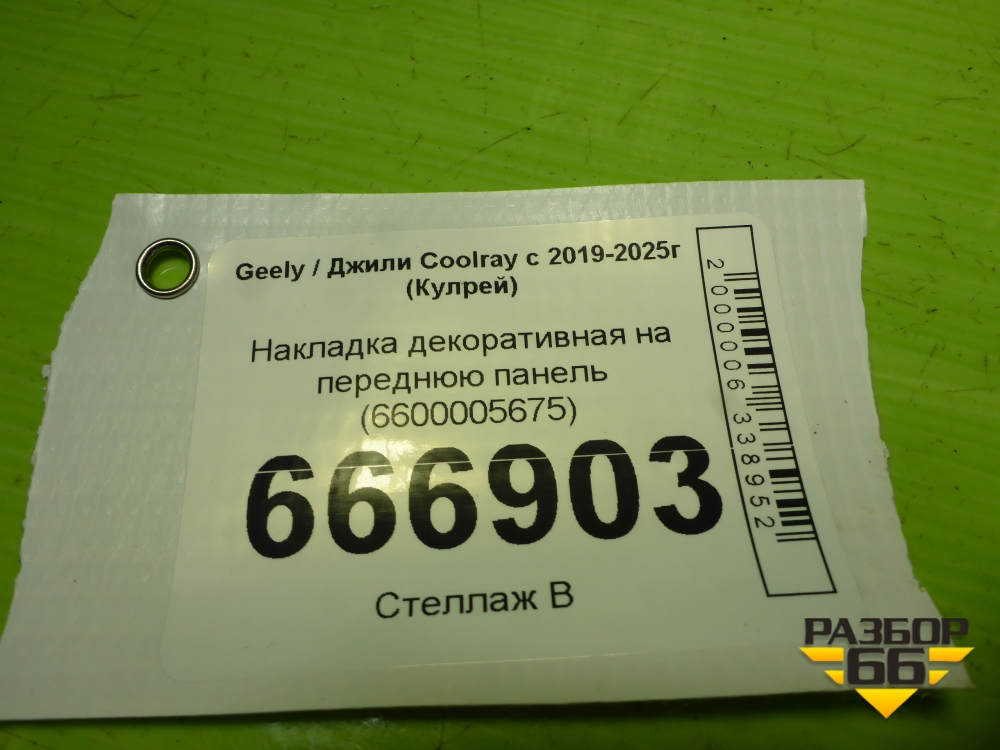 Geely / Джили Coolray с 2019-2025г
(Кулрей)
Накладка декоративная на
переднюю панель
(6600005675)
666903
Стеллаж В
2000006338952
РАЗБОР
66